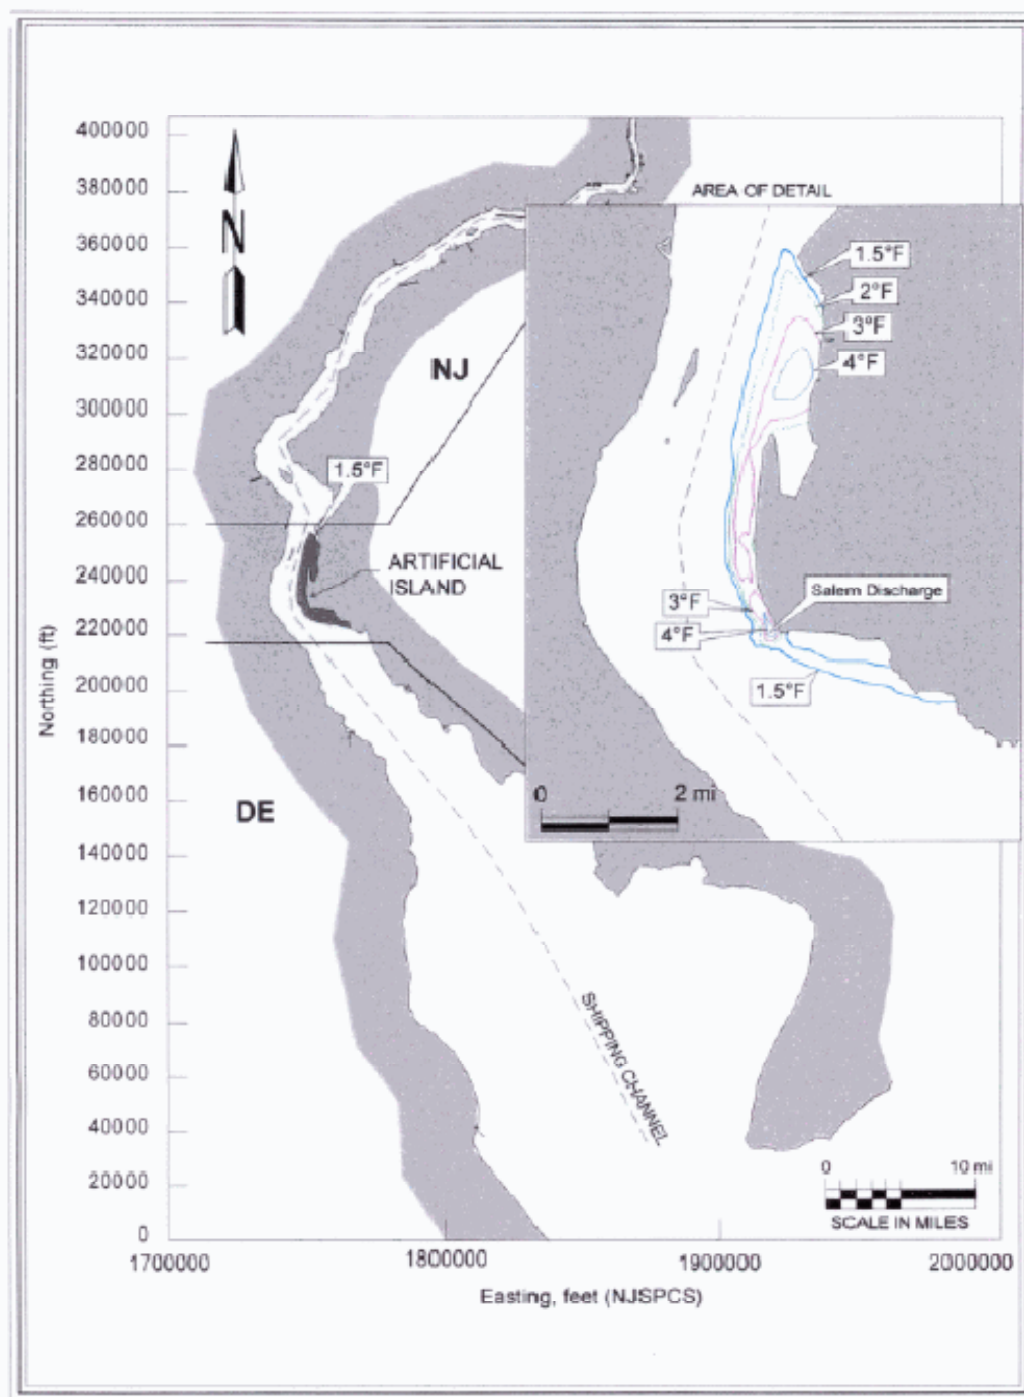 400000
380000
360000
340000
320000
300000
280000
260000
240000
220000
200000
180000
160000
140000
120000
100000
80000
60000
40000
20000
0
Northing (ft)
1700000
1800000
1900000
2000000
Easting, feet (NJSPCS)
N
NJ
DE
1.5°F
ARTIFICIAL
ISLAND
SHIPPING CHANNEL
AREA OF DETAIL
1.5°F
2°F
3°F
4°F
Salem Discharge
3°F
4°F
1.5°F
0 2 mi
0 10 mi
SCALE IN MILES